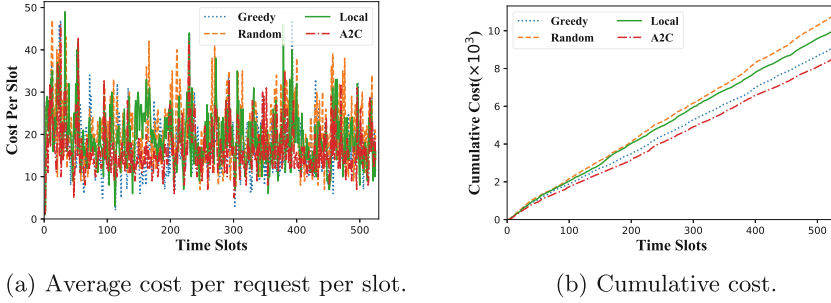 Cost Per Slot
50
40
30
20
10
0
Greedy
Random
Local
A2C
0
100
200
300
400
500
Time Slots
(a) Average cost per request per slot.
Cumulative Cost(×10³)
10
8
6
4
2
0
Greedy
Random
Local
A2C
0
100
200
300
400
500
Time Slots
(b) Cumulative cost.